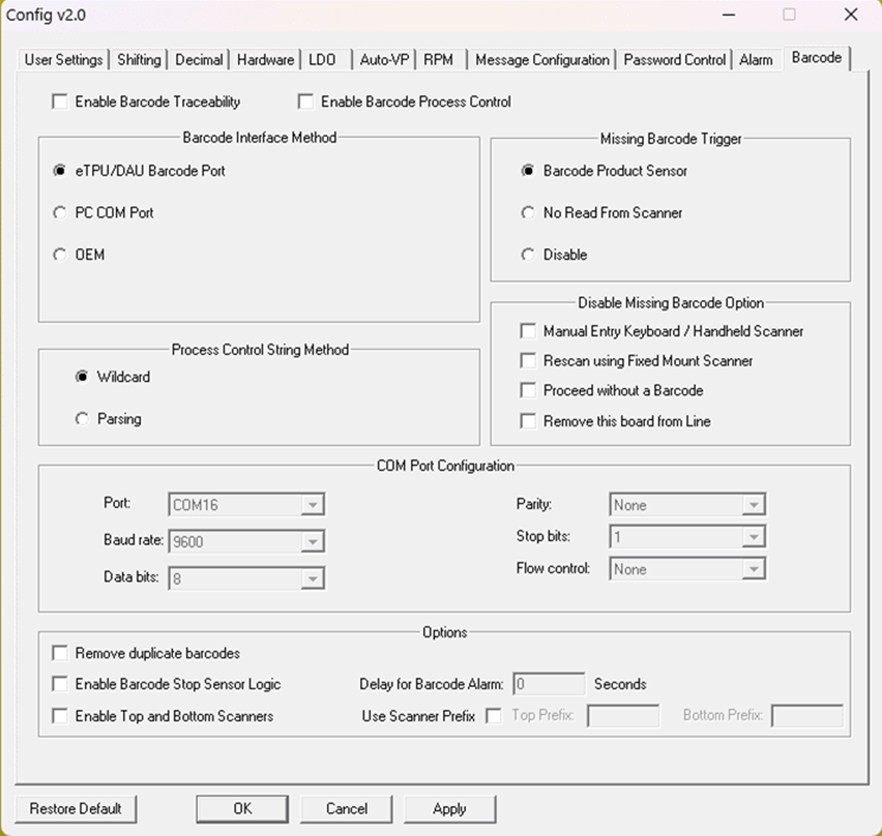 Config v2.0
User Settings Shifting Decimal Hardware LDO Auto-VP RPM Message Configuration Password Control Alarm Barcode
Enable Barcode Traceability Enable Barcode Process Control
Barcode Interface Method
eTPU/DAU Barcode Port
PC COM Port
OEM
Missing Barcode Trigger
Barcode Product Sensor
No Read From Scanner
Disable
Disable Missing Barcode Option
Manual Entry Keyboard / Handheld Scanner
Rescan using Fixed Mount Scanner
Proceed without a Barcode
Remove this board from Line
Process Control String Method
Wildcard
Parsing
COM Port Configuration
Port: COM16
Baud rate: 9600
Data bits: 8
Parity: None
Stop bits: 1
Flow control: None
Options
Remove duplicate barcodes
Enable Barcode Stop Sensor Logic Delay for Barcode Alarm: 0 Seconds
Enable Top and Bottom Scanners Use Scanner Prefix Top Prefix: Bottom Prefix:
Restore Default OK Cancel Apply